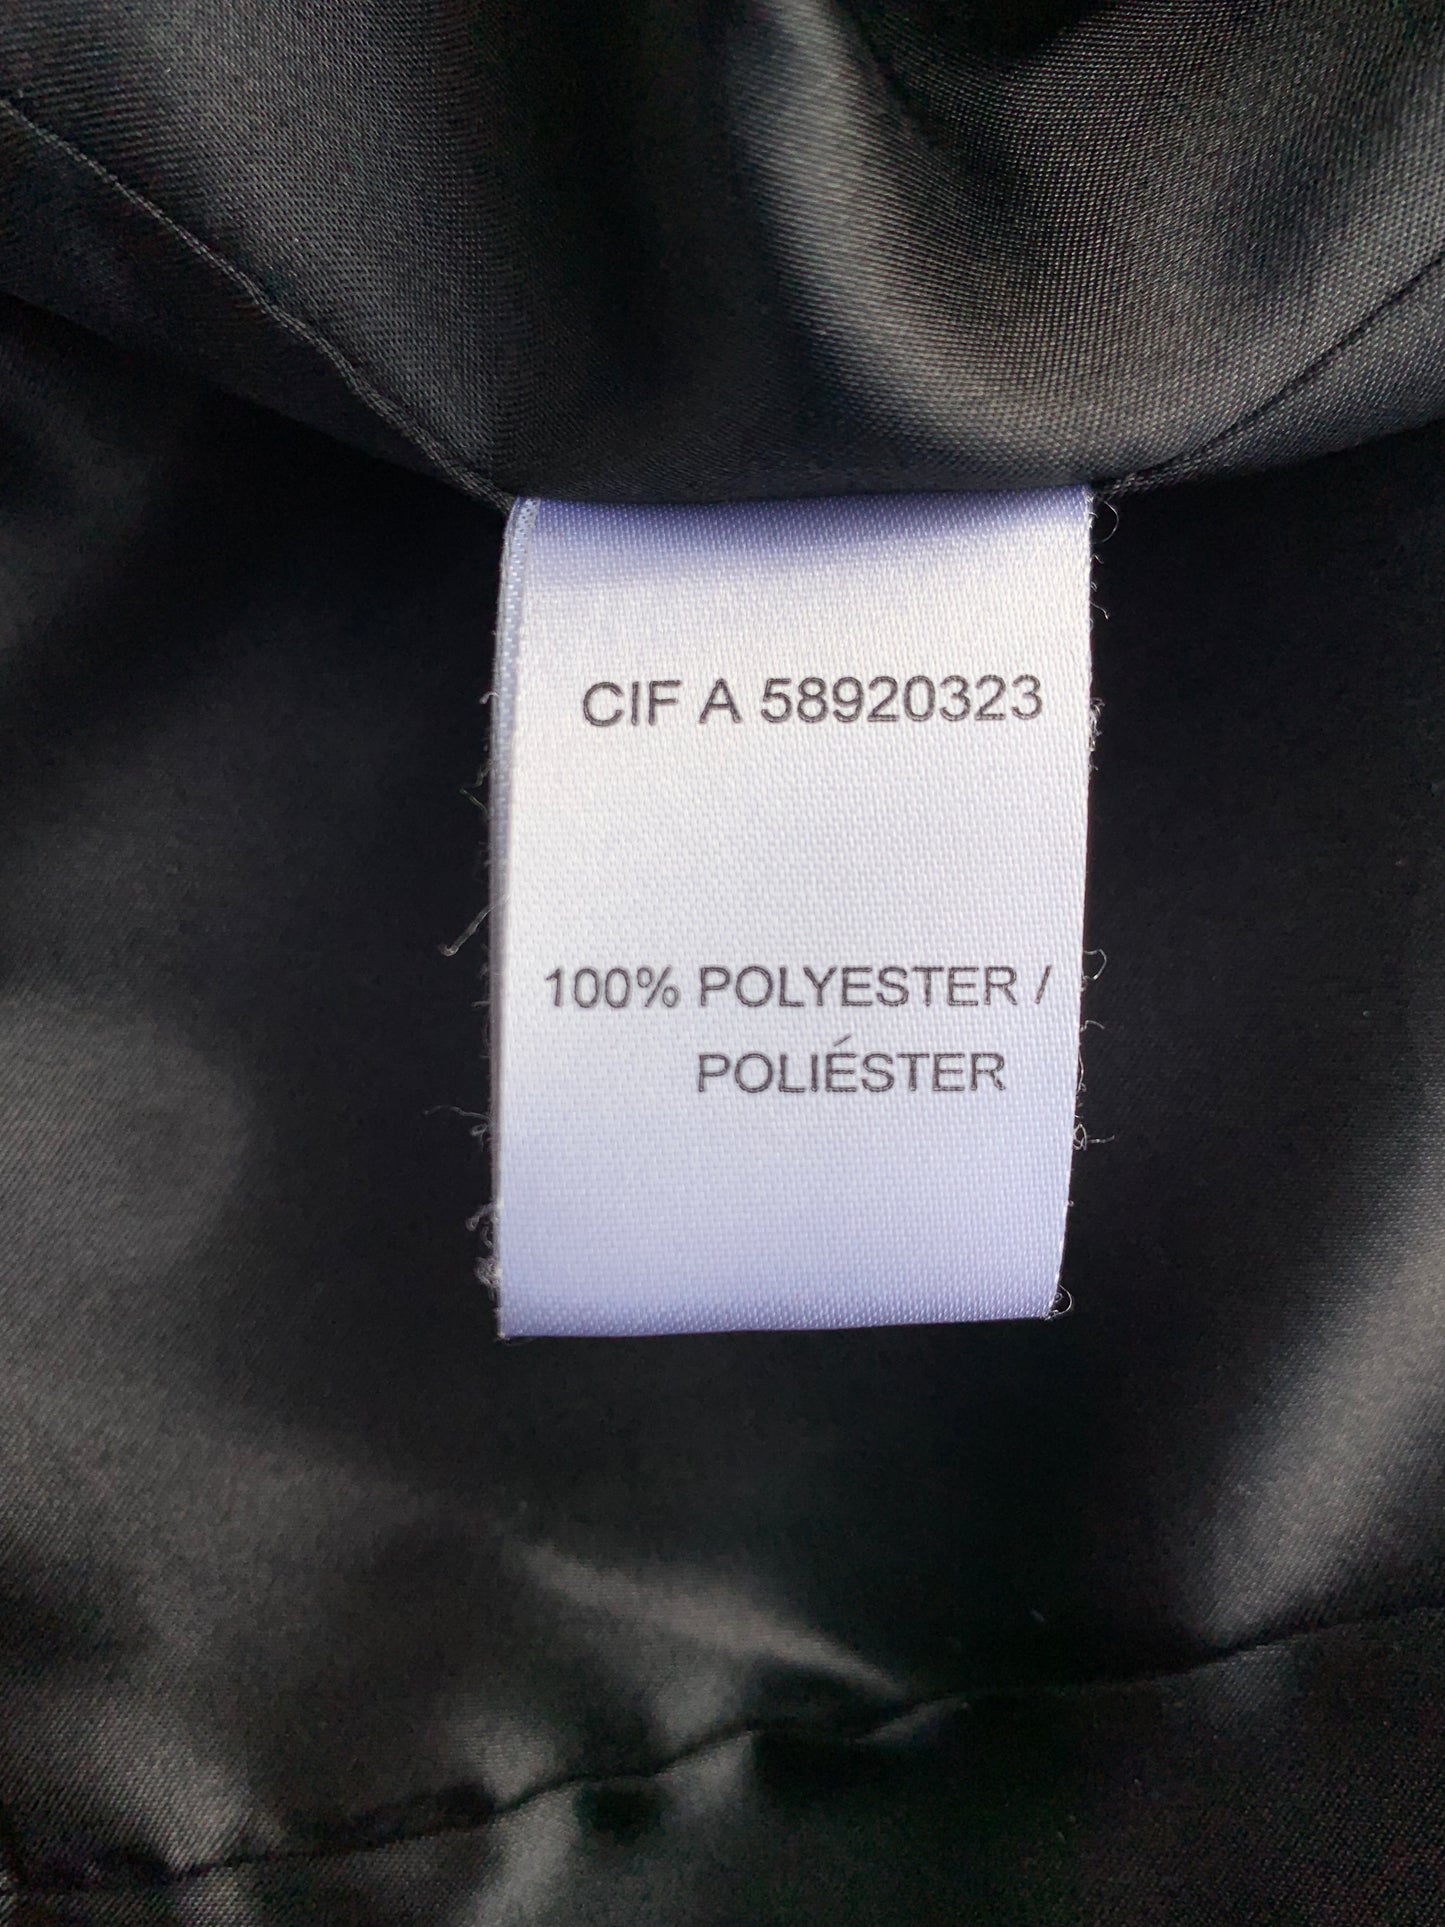 CIF A 58920323
100% POLYESTER /
POLIÉSTER